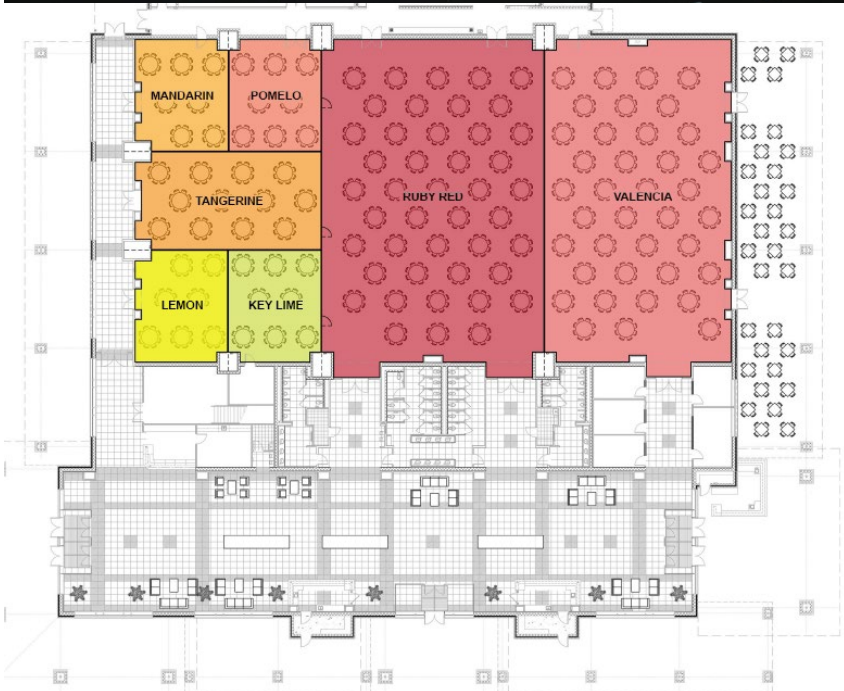 MANDARIN
POMELO
TANGERINE
RUBY RED
VALENCIA
LEMON
KEY LIME